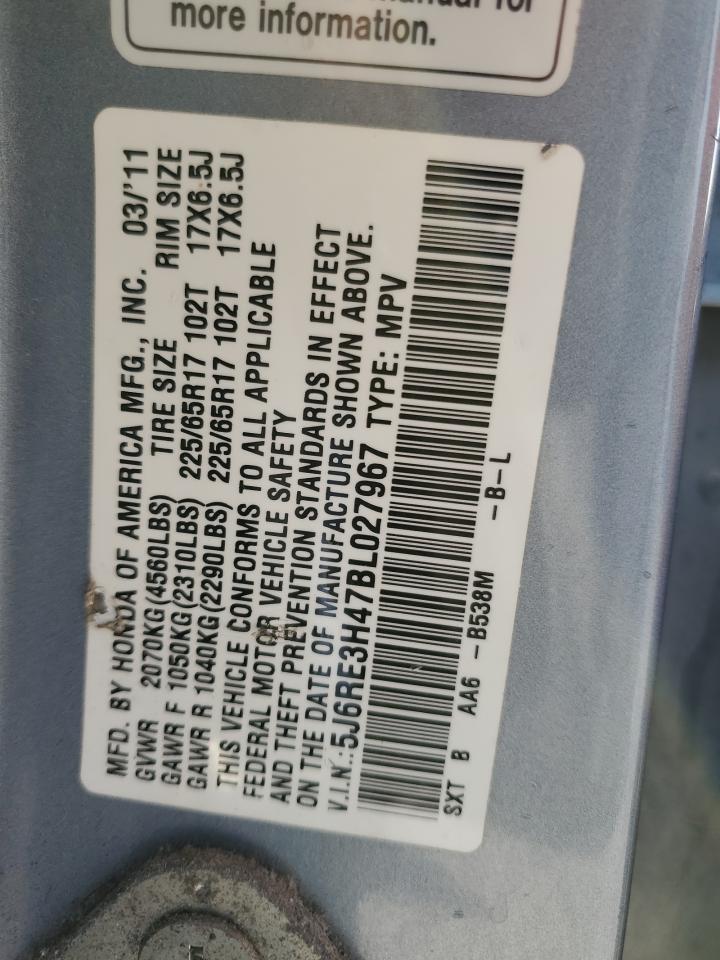 manual for
more information.
MFD. BY HONDA OF AMERICA MFG., INC. 03/'11
GVWR 2070KG(4560LBS) TIRE SIZE RIM SIZE
GAWR F 1050KG(2310LBS) 225/65R17 102T 17X6.5J
GAWR R 1040KG(2290LBS) 225/65R17 102T 17X6.5J
THIS VEHICLE CONFORMS TO ALL APPLICABLE
FEDERAL MOTOR VEHICLE SAFETY
AND THEFT PREVENTION STANDARDS IN EFFECT
ON THE DATE OF MANUFACTURE SHOWN ABOVE.
V.I.N.:5J6RE3H47BL027967 TYPE: MPV
SXT B AA6 -B538M -B-L